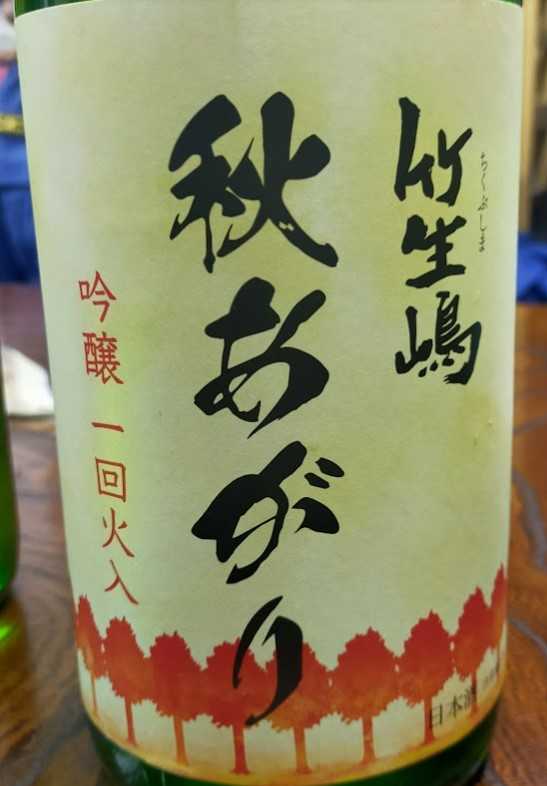 竹生嶋
ちくぶしま
秋あがり
吟醸 一回火入
日本酒